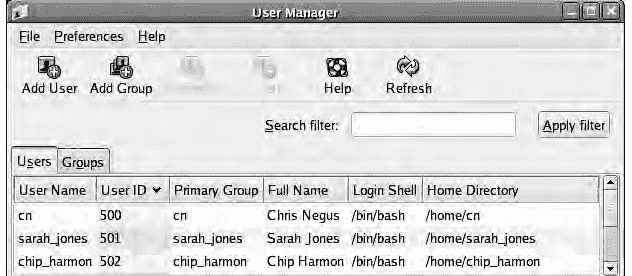 User Manager
File Preferences Help
Add User Add Group Help Refresh
Search filter: Apply filter
Users Groups
User Name User ID Primary Group Full Name Login Shell Home Directory
cn 500 cn Chris Negus /bin/bash /home/cn
sarah_jones 501 sarah_jones Sarah Jones /bin/bash /home/sarah_jones
chip_harmon 502 chip_harmon Chip Harmon /bin/bash /home/chip_harmon